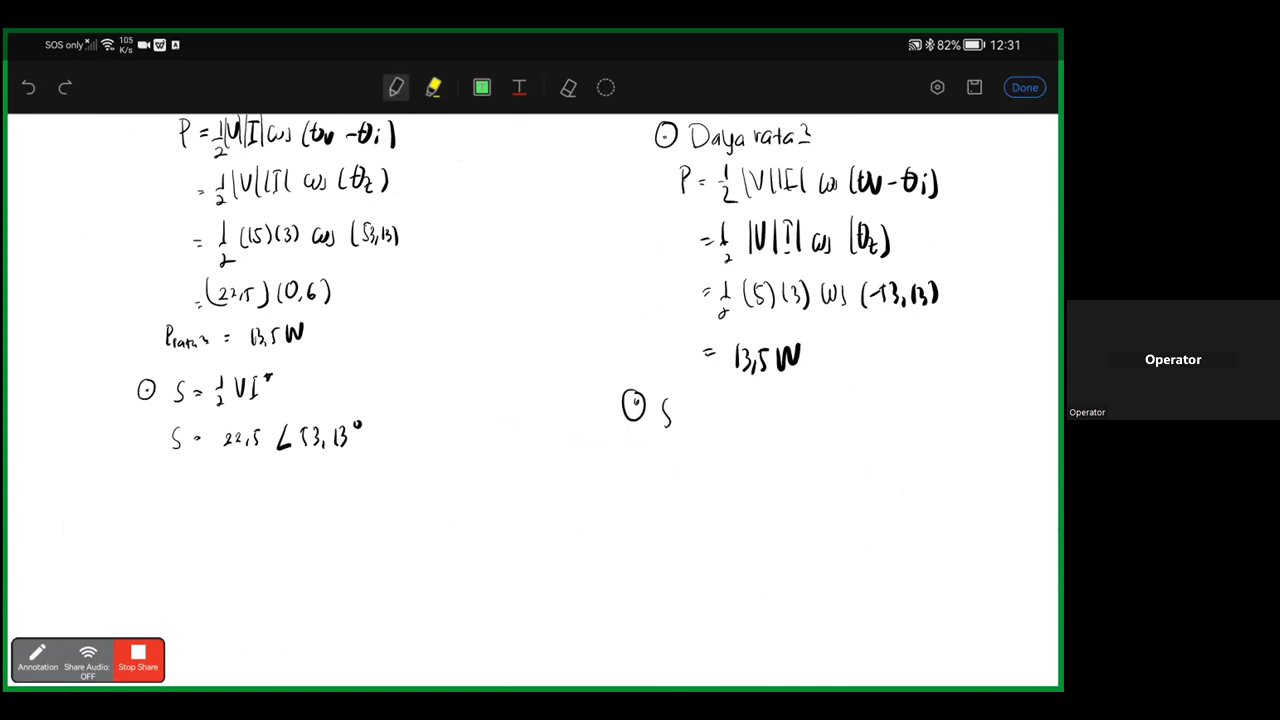 SOS only 105 K/s 82% 12:31
Done
P = 1/2 |V||I| cos (θv - θi)
= 1/2 |V||I| cos (θz)
= 1/2 (15)(3) cos (53,13)
= (22,5) (0,6)
Prata2 = 13,5 W
S = 1/2 VI*
S = 22,5 ∠53,13°
Daya rata2
P = 1/2 |V||I| cos (θv - θi)
= 1/2 |V||I| cos (θz)
= 1/2 (5)(3) cos (-53,13)
= 13,5 W
S
Annotation Share Audio: OFF Stop Share
Operator
Operator